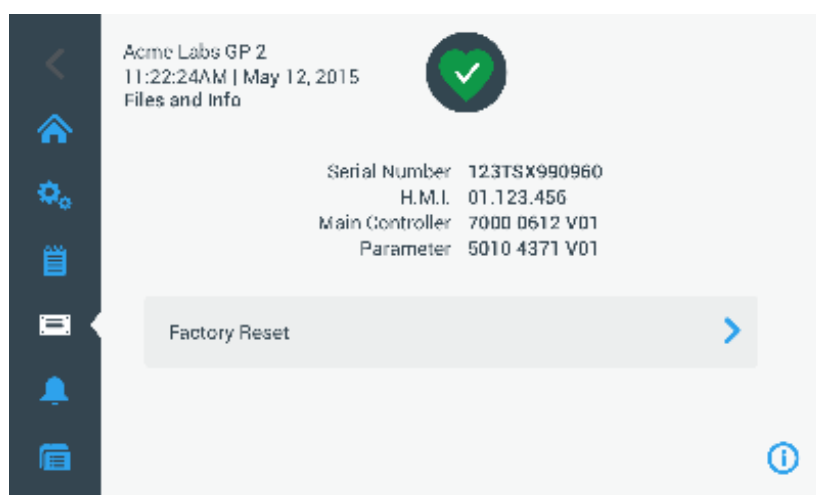 Acme Labs GP 2
11:22:24AM | May 12, 2015
Files and Info
Serial Number 123TSX990960
H.M.I. 01.123.456
Main Controller 7000 0612 V01
Parameter 5010 4371 V01
Factory Reset